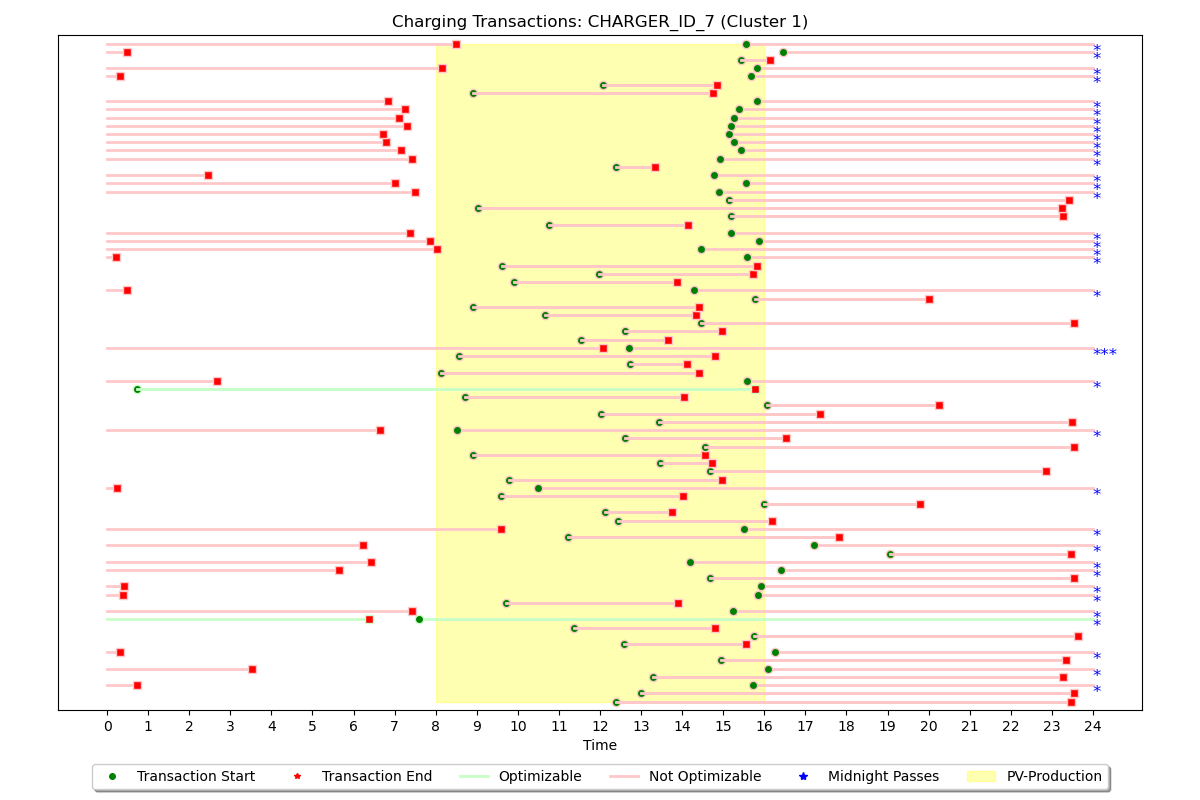 Charging Transactions: CHARGER_ID_7 (Cluster 1)
0 1 2 3 4 5 6 7 8 9 10 11 12 13 14 15 16 17 18 19 20 21 22 23 24
Time
Transaction Start Transaction End Optimizable Not Optimizable Midnight Passes PV-Production